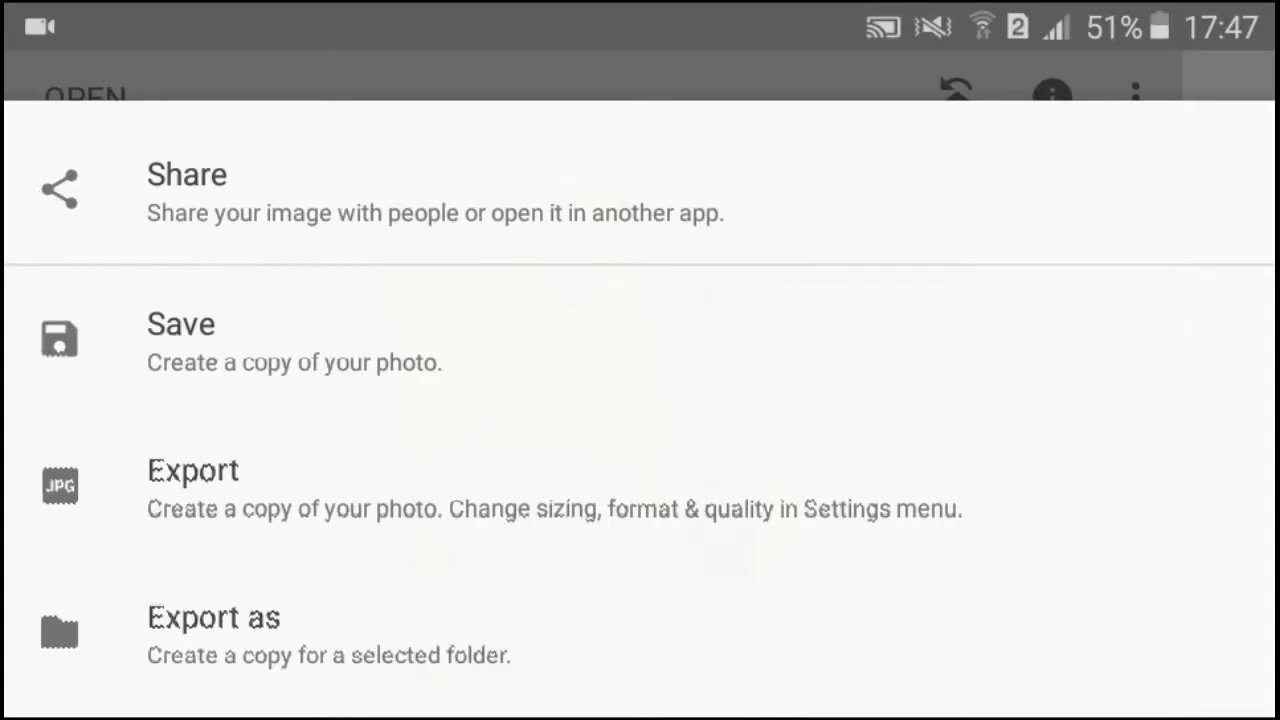 2 51% 17:47
OPEN
Share
Share your image with people or open it in another app.
Save
Create a copy of your photo.
JPG
Export
Create a copy of your photo. Change sizing, format & quality in Settings menu.
Export as
Create a copy for a selected folder.